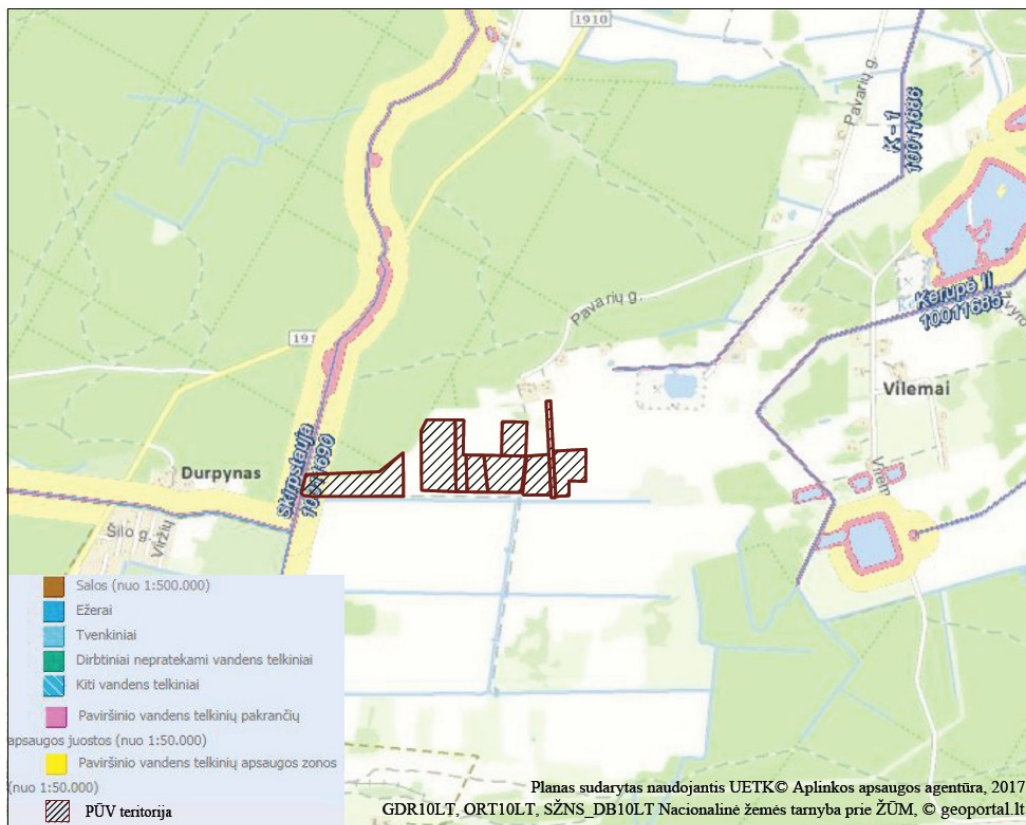 1910
Pavarių g.
K - 1
10011686
Pavarių g.
Kerupė II
10011685
191
Vilemai
Durpynas
Šilo g.
Viržių
Vilem
Salos (nuo 1:500.000)
Ežerai
Tvenkiniai
Dirbtiniai nepratekami vandens telkiniai
Kiti vandens telkiniai
Paviršinio vandens telkinių pakrančių
apsaugos juostos (nuo 1:50.000)
Paviršinio vandens telkinių apsaugos zonos
(nuo 1:50.000)
PŪV teritorija
Planas sudarytas naudojantis UETK© Aplinkos apsaugos agentūra, 2017
GDR10LT, ORT10LT, SŽNS_DB10LT Nacionalinė žemės tarnyba prie ŽŪM, © geoportal.lt